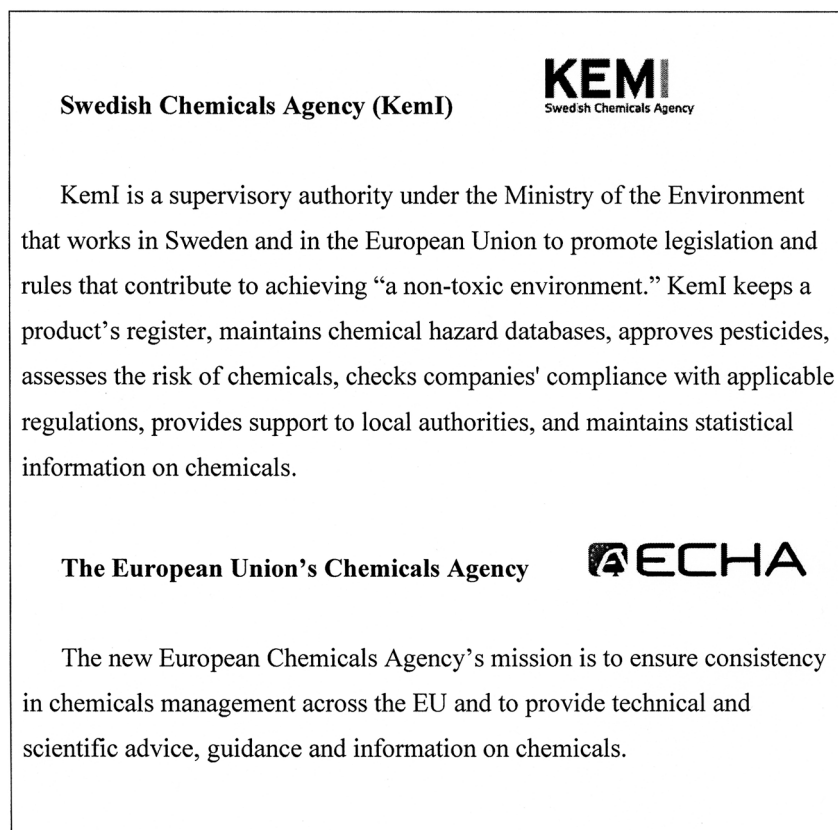 KEMI
Swedish Chemicals Agency (KemI)
Swedish Chemicals Agency
KemI is a supervisory authority under the Ministry of the Environment
that works in Sweden and in the European Union to promote legislation and
rules that contribute to achieving “a non-toxic environment.” KemI keeps a
product’s register, maintains chemical hazard databases, approves pesticides,
assesses the risk of chemicals, checks companies' compliance with applicable
regulations, provides support to local authorities, and maintains statistical
information on chemicals.
The European Union’s Chemicals Agency
ECHA
The new European Chemicals Agency’s mission is to ensure consistency
in chemicals management across the EU and to provide technical and
scientific advice, guidance and information on chemicals.